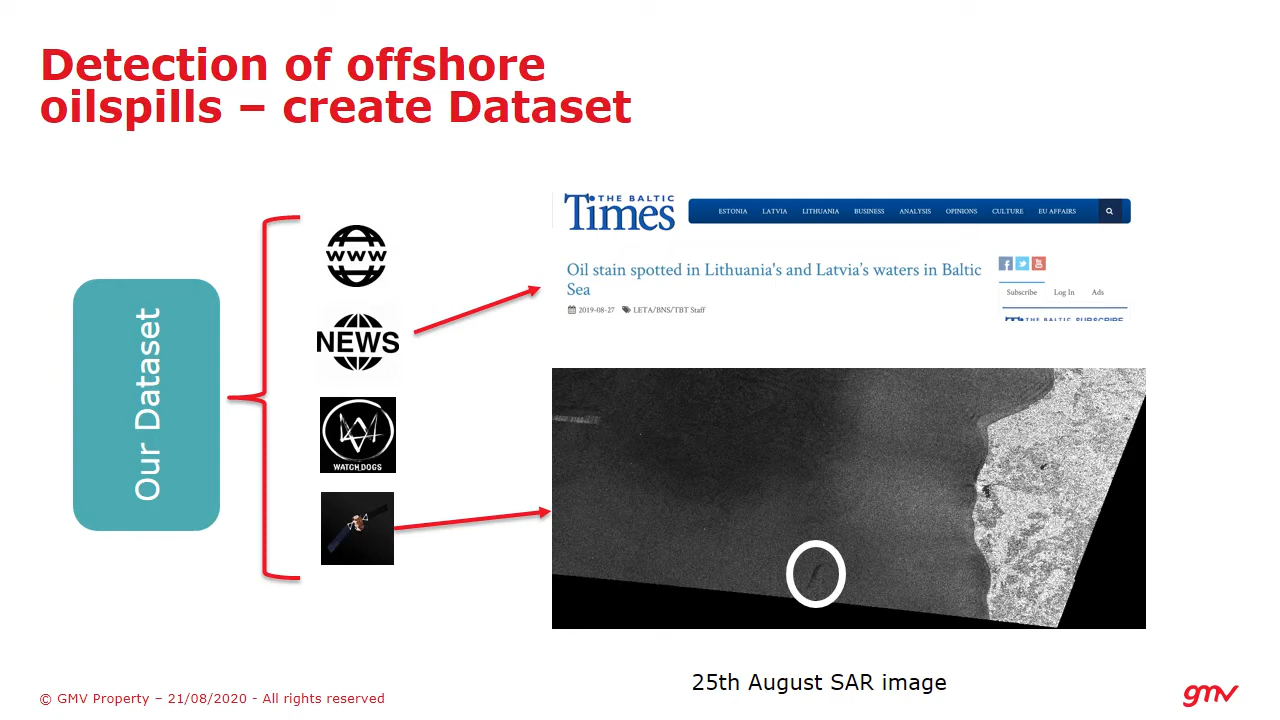 Detection of offshore
oilspills – create Dataset
Our Dataset
WWW
NEWS
WATCH_DOGS
THE BALTIC
Times
ESTONIA LATVIA LITHUANIA BUSINESS ANALYSIS OPINIONS CULTURE EU AFFAIRS
Oil stain spotted in Lithuania's and Latvia’s waters in Baltic
Sea
2019-08-27 LETA/BNS/TBT Staff
Subscribe Log In Ads
THE BALTIC SUBSCRIBE
25th August SAR image
© GMV Property – 21/08/2020 - All rights reserved
gmv